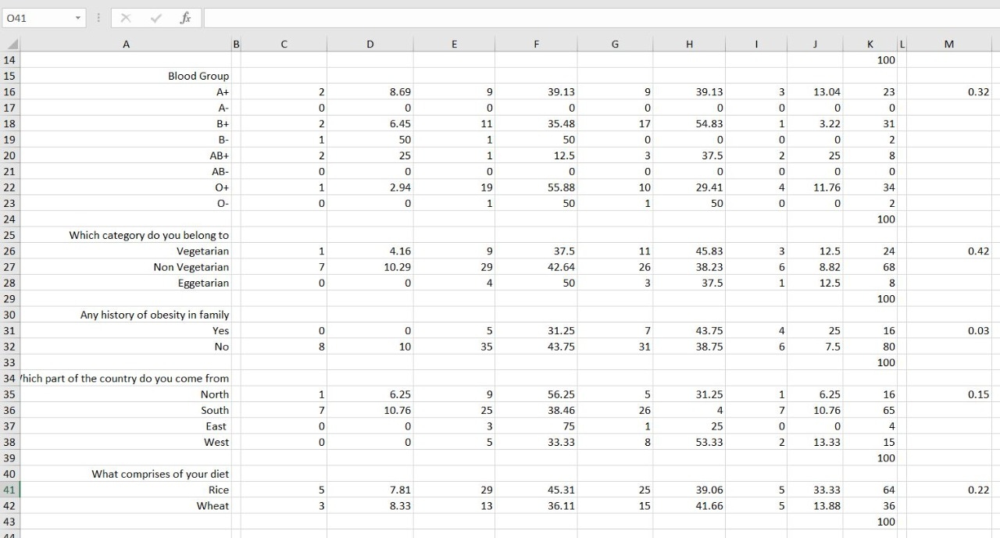 O41 fx
A B C D E F G H I J K L M
14 100
15 Blood Group
16 A+ 2 8.69 9 39.13 9 39.13 3 13.04 23 0.32
17 A- 0 0 0 0 0 0 0 0 0
18 B+ 2 6.45 11 35.48 17 54.83 1 3.22 31
19 B- 1 50 1 50 0 0 0 0 2
20 AB+ 2 25 1 12.5 3 37.5 2 25 8
21 AB- 0 0 0 0 0 0 0 0 0
22 O+ 1 2.94 19 55.88 10 29.41 4 11.76 34
23 O- 0 0 1 50 1 50 0 0 2
24 100
25 Which category do you belong to
26 Vegetarian 1 4.16 9 37.5 11 45.83 3 12.5 24 0.42
27 Non Vegetarian 7 10.29 29 42.64 26 38.23 6 8.82 68
28 Eggetarian 0 0 4 50 3 37.5 1 12.5 8
29 100
30 Any history of obesity in family
31 Yes 0 0 5 31.25 7 43.75 4 25 16 0.03
32 No 8 10 35 43.75 31 38.75 6 7.5 80
33 100
34 hich part of the country do you come from
35 North 1 6.25 9 56.25 5 31.25 1 6.25 16 0.15
36 South 7 10.76 25 38.46 26 4 7 10.76 65
37 East 0 0 3 75 1 25 0 0 4
38 West 0 0 5 33.33 8 53.33 2 13.33 15
39 100
40 What comprises of your diet
41 Rice 5 7.81 29 45.31 25 39.06 5 33.33 64 0.22
42 Wheat 3 8.33 13 36.11 15 41.66 5 13.88 36
43 100
44